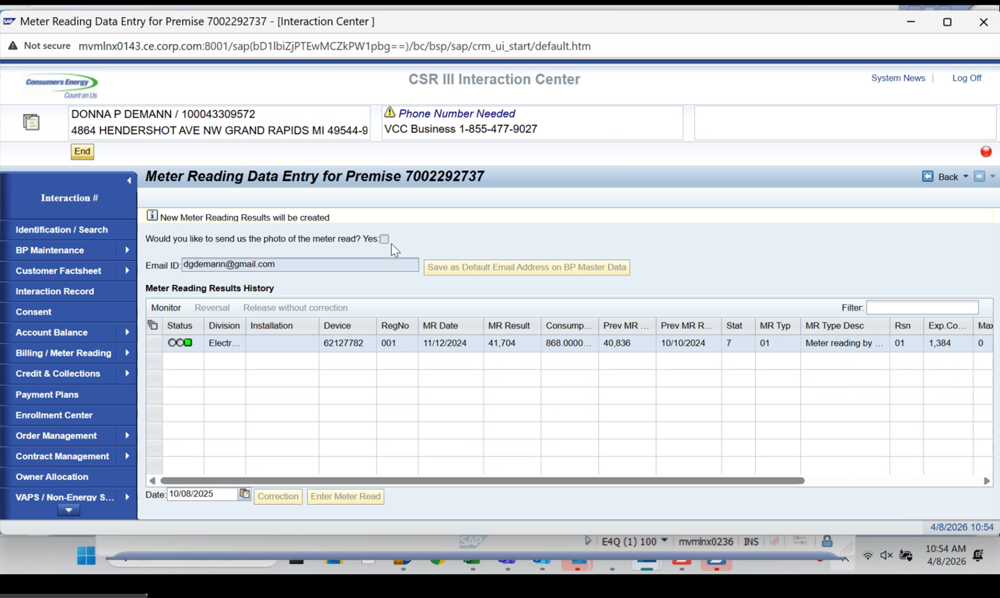 SAP Meter Reading Data Entry for Premise 7002292737 - [Interaction Center ]
Not secure mvmlnx0143.ce.corp.com:8001/sap(bD1lbiZjPTEwMCZkPW1pbg==)/bc/bsp/sap/crm_ui_start/default.htm
Consumers Energy
Count on Us
CSR III Interaction Center
System News | Log Off
DONNA P DEMANN / 100043309572
4864 HENDERSHOT AVE NW GRAND RAPIDS MI 49544-9
Phone Number Needed
VCC Business 1-855-477-9027
End
Meter Reading Data Entry for Premise 7002292737
Back
Interaction #
Identification / Search
BP Maintenance
Customer Factsheet
Interaction Record
Consent
Account Balance
Billing / Meter Reading
Credit & Collections
Payment Plans
Enrollment Center
Order Management
Contract Management
Owner Allocation
VAPS / Non-Energy S...
New Meter Reading Results will be created
Would you like to send us the photo of the meter read? Yes:
Email ID: dgdemann@gmail.com Save as Default Email Address on BP Master Data
Meter Reading Results History
Monitor Reversal Release without correction Filter:
Status Division Installation Device RegNo MR Date MR Result Consump... Prev MR ... Prev MR R... Stat MR Typ MR Type Desc Rsn Exp.Co... Max
Electr... 62127782 001 11/12/2024 41,704 868.0000... 40,836 10/10/2024 7 01 Meter reading by ... 01 1,384 0
Date: 10/08/2025 Correction Enter Meter Read
4/8/2026 10:54
SAP E4Q (1) 100 mvmlnx0236 INS
10:54 AM
4/8/2026